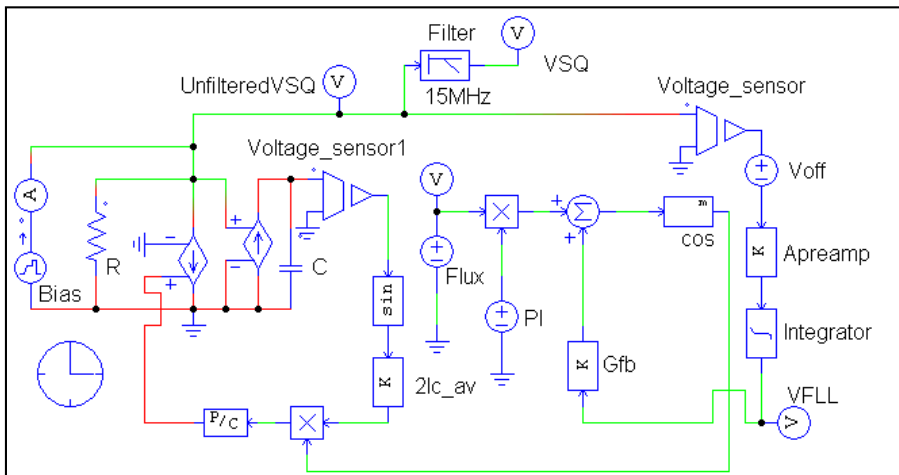 Filter
V
VSQ
UnfilteredVSQ
V
15MHz
Voltage_sensor
Voltage_sensor1
V
Voff
A
R
C
Flux
cos
m
K
Apreamp
Bias
sin
PI
K
Gfb
Integrator
K
2Ic_av
VFLL
V
P/C